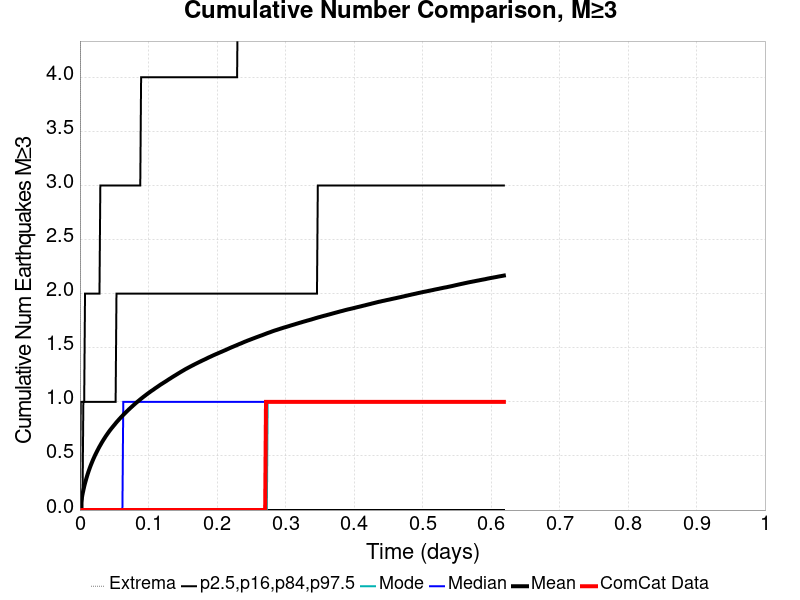 Cumulative Number Comparison, M≥3
Cumulative Num Earthquakes M≥3
4.0
3.5
3.0
2.5
2.0
1.5
1.0
0.5
0.0
0 0.1 0.2 0.3 0.4 0.5 0.6 0.7 0.8 0.9 1
Time (days)
Extrema p2.5,p16,p84,p97.5 Mode Median Mean ComCat Data